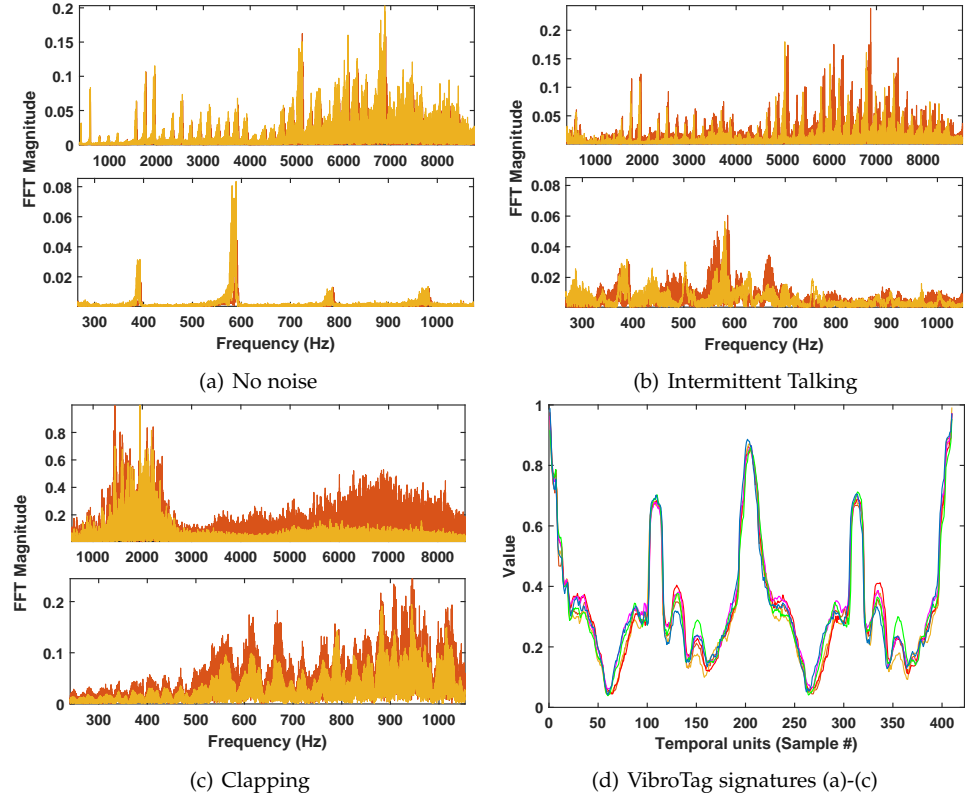 0.2
0.15
0.1
0.05
0
1000 2000 3000 4000 5000 6000 7000 8000
FFT Magnitude
0.08
0.06
0.04
0.02
300 400 500 600 700 800 900 1000
Frequency (Hz)
(a) No noise
0.2
0.15
0.1
0.05
1000 2000 3000 4000 5000 6000 7000 8000
FFT Magnitude
0.08
0.06
0.04
0.02
300 400 500 600 700 800 900 1000
Frequency (Hz)
(b) Intermittent Talking
0.8
0.6
0.4
0.2
1000 2000 3000 4000 5000 6000 7000 8000
FFT Magnitude
0.2
0.1
0
300 400 500 600 700 800 900 1000
Frequency (Hz)
(c) Clapping
1
0.8
0.6
0.4
0.2
0
Value
0 50 100 150 200 250 300 350 400
Temporal units (Sample #)
(d) VibroTag signatures (a)-(c)